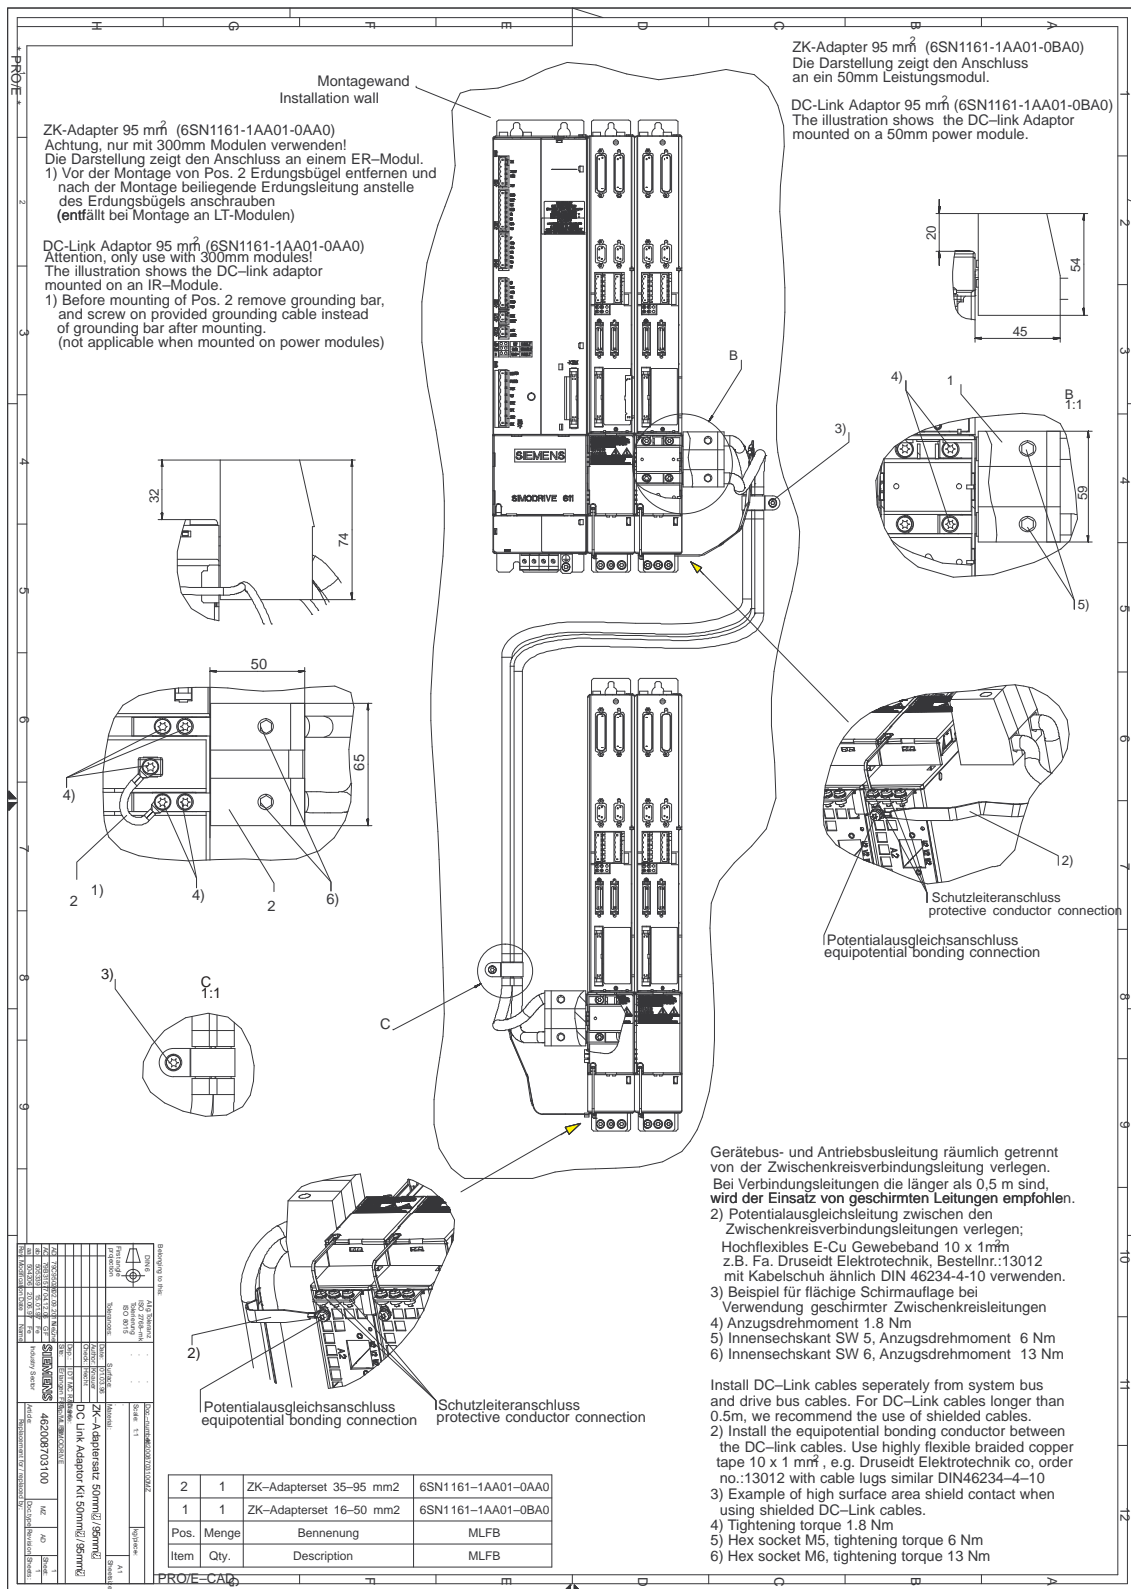 ZK-Adapter 95 mm² (6SN1161-1AA01-0BA0)
Die Darstellung zeigt den Anschluss
an ein 50mm Leistungsmodul.
DC-Link Adaptor 95 mm² (6SN1161-1AA01-0BA0)
The illustration shows the DC–link Adaptor
mounted on a 50mm power module.
Montagewand
Installation wall
ZK-Adapter 95 mm² (6SN1161-1AA01-0AA0)
Achtung, nur mit 300mm Modulen verwenden!
Die Darstellung zeigt den Anschluss an einem ER–Modul.
1) Vor der Montage von Pos. 2 Erdungsbügel entfernen und
nach der Montage beiliegende Erdungsleitung anstelle
des Erdungsbügels anschrauben
(entfällt bei Montage an LT-Modulen)
DC-Link Adaptor 95 mm² (6SN1161-1AA01-0AA0)
Attention, only use with 300mm modules!
The illustration shows the DC–link adaptor
mounted on an IR–Module.
1) Before mounting of Pos. 2 remove grounding bar,
and screw on provided grounding cable instead
of grounding bar after mounting.
(not applicable when mounted on power modules)
H G F E D C B A
* PRO/E *
1
2
3
4
5
6
7
8
9
10
11
12
20
54
45
B
4)
1
B
1:1
3)
59
5)
SIEMENS
SIMODRIVE 611
32
74
50
65
4)
2
1)
4)
2
6)
2)
Schutzleiteranschluss
protective conductor connection
Potentialausgleichsanschluss
equipotential bonding connection
3)
C
1:1
C
2)
Potentialausgleichsanschluss
equipotential bonding connection
Schutzleiteranschluss
protective conductor connection
Gerätebus- und Antriebsbusleitung räumlich getrennt
von der Zwischenkreisverbindungsleitung verlegen.
Bei Verbindungsleitungen die länger als 0,5 m sind,
wird der Einsatz von geschirmten Leitungen empfohlen.
2) Potentialausgleichsleitung zwischen den
Zwischenkreisverbindungsleitungen verlegen;
Hochflexibles E-Cu Gewebeband 10 x 1mm²
z.B. Fa. Druseidt Elektrotechnik, Bestellnr.:13012
mit Kabelschuh ähnlich DIN 46234-4-10 verwenden.
3) Beispiel für flächige Schirmauflage bei
Verwendung geschirmter Zwischenkreisleitungen
4) Anzugsdrehmoment 1.8 Nm
5) Innensechskant SW 5, Anzugsdrehmoment 6 Nm
6) Innensechskant SW 6, Anzugsdrehmoment 13 Nm
Install DC–Link cables seperately from system bus
and drive bus cables. For DC–Link cables longer than
0.5m, we recommend the use of shielded cables.
2) Install the equipotential bonding conductor between
the DC–link cables. Use highly flexible braided copper
tape 10 x 1 mm² , e.g. Druseidt Elektrotechnik co, order
no.:13012 with cable lugs similar DIN46234–4–10
3) Example of high surface area shield contact when
using shielded DC–Link cables.
4) Tightening torque 1.8 Nm
5) Hex socket M5, tightening torque 6 Nm
6) Hex socket M6, tightening torque 13 Nm
2 1 ZK–Adapterset 35–95 mm2 6SN1161–1AA01–0AA0
1 1 ZK–Adapterset 16–50 mm2 6SN1161–1AA01–0BA0
Pos. Menge Bennenung MLFB
Item Qty. Description MLFB
SIEMENS
462008703100
PRO/E–CAD
G F E D C B A